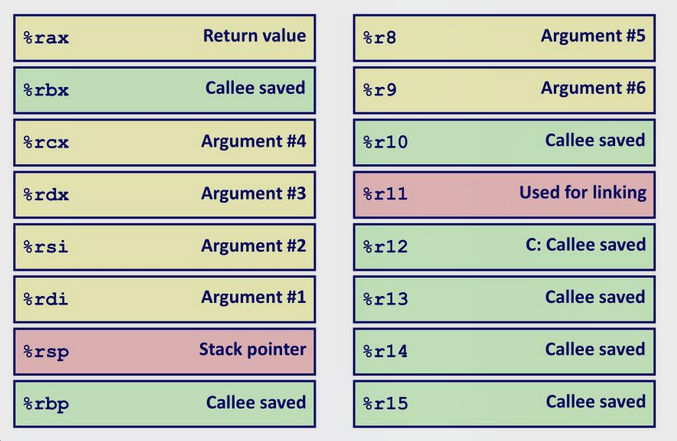 %rax Return value
%rbx Callee saved
%rcx Argument #4
%rdx Argument #3
%rsi Argument #2
%rdi Argument #1
%rsp Stack pointer
%rbp Callee saved
%r8 Argument #5
%r9 Argument #6
%r10 Callee saved
%r11 Used for linking
%r12 C: Callee saved
%r13 Callee saved
%r14 Callee saved
%r15 Callee saved